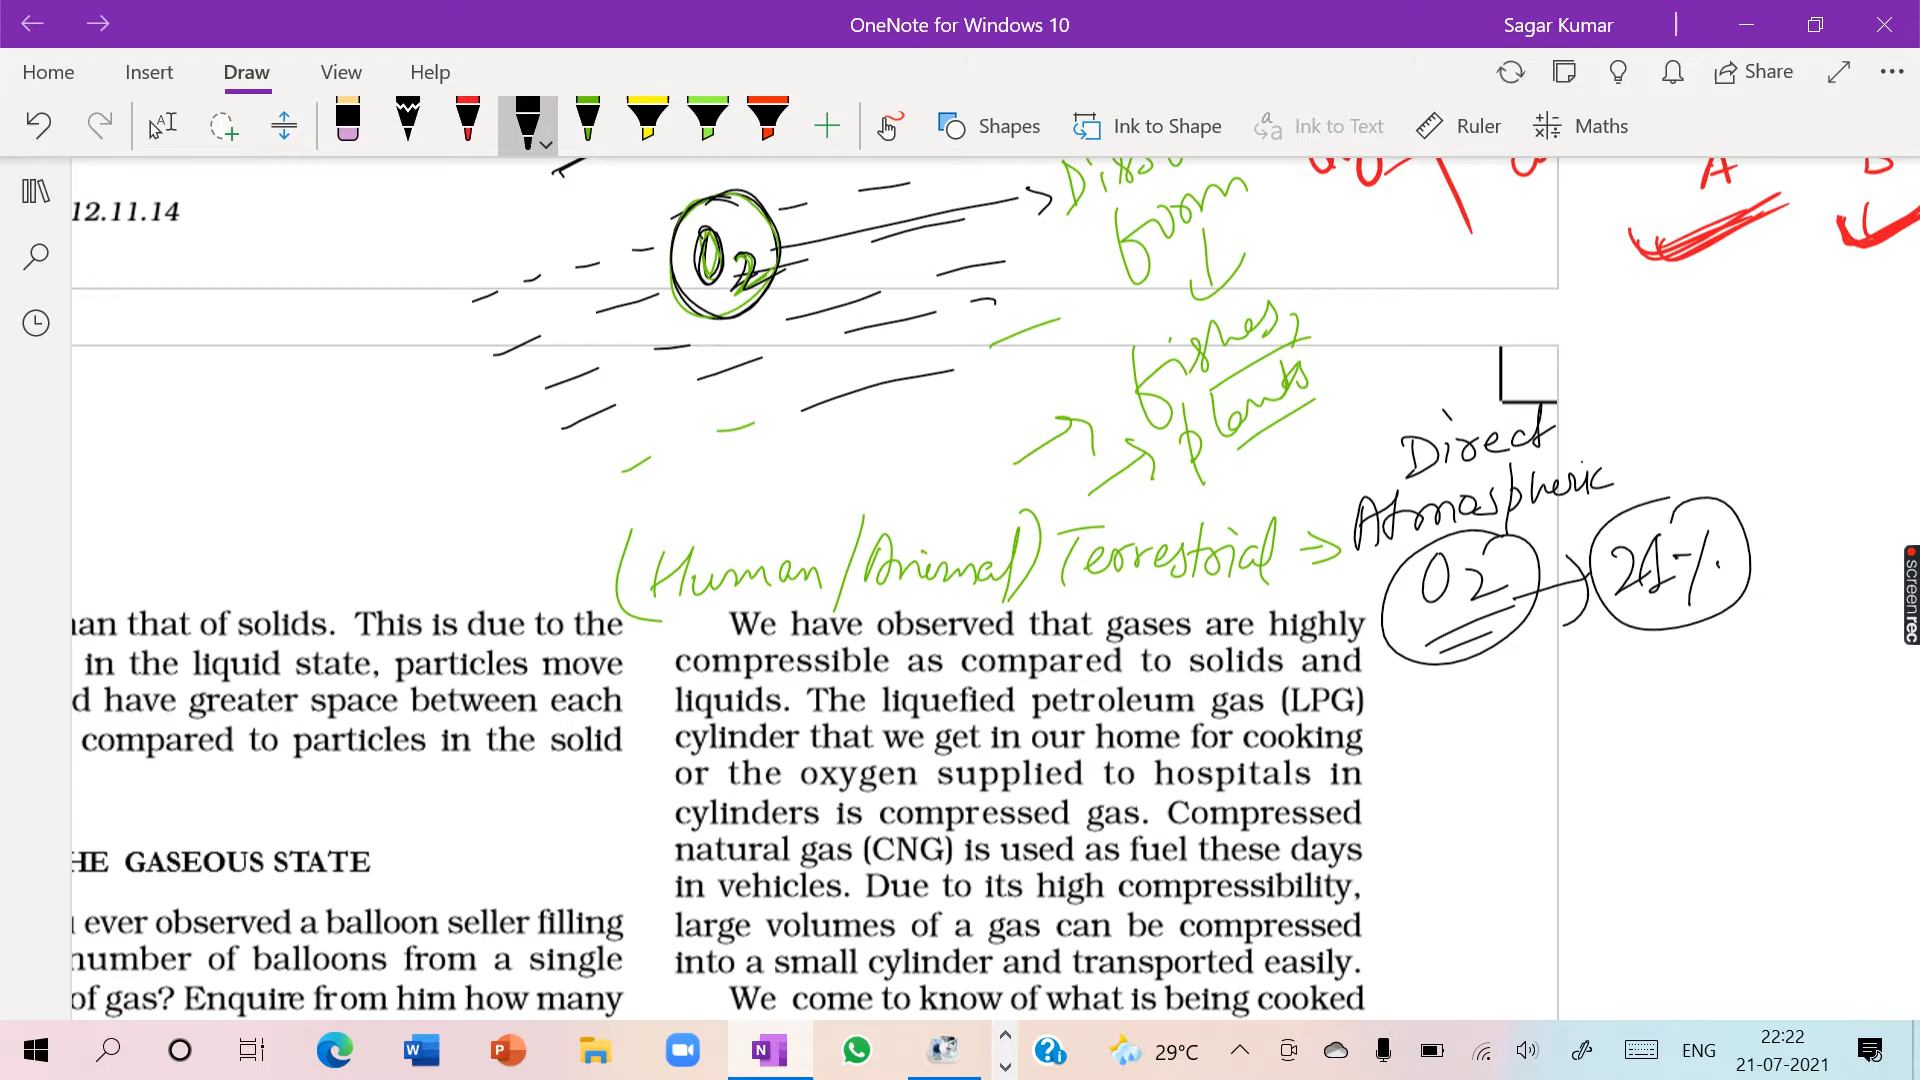 OneNote for Windows 10
Sagar Kumar
Home Insert Draw View Help
Share
Shapes
Ink to Shape
Ink to Text
Ruler
Maths
12.11.14
O2
form
fishes,
plants
A
B
Direct
Atmospheric
O2
21%
(Human/Animal) Terrestrial
an that of solids. This is due to the
in the liquid state, particles move
d have greater space between each
compared to particles in the solid
HE GASEOUS STATE
ever observed a balloon seller filling
number of balloons from a single
of gas? Enquire from him how many
We have observed that gases are highly
compressible as compared to solids and
liquids. The liquefied petroleum gas (LPG)
cylinder that we get in our home for cooking
or the oxygen supplied to hospitals in
cylinders is compressed gas. Compressed
natural gas (CNG) is used as fuel these days
in vehicles. Due to its high compressibility,
large volumes of a gas can be compressed
into a small cylinder and transported easily.
We come to know of what is being cooked
screenrec
29°C
ENG
22:22
21-07-2021